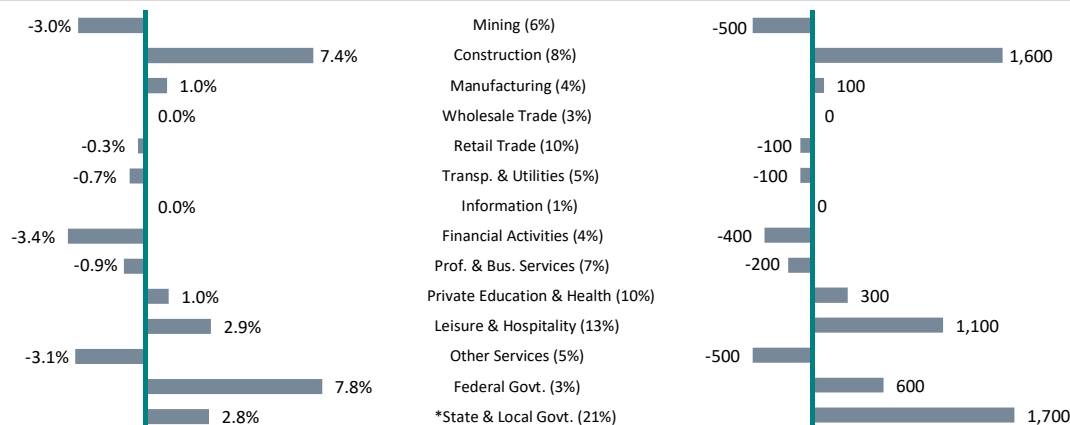 -3.0% Mining (6%) -500
7.4% Construction (8%) 1,600
1.0% Manufacturing (4%) 100
0.0% Wholesale Trade (3%) 0
-0.3% Retail Trade (10%) -100
-0.7% Transp. & Utilities (5%) -100
0.0% Information (1%) 0
-3.4% Financial Activities (4%) -400
-0.9% Prof. & Bus. Services (7%) -200
1.0% Private Education & Health (10%) 300
2.9% Leisure & Hospitality (13%) 1,100
-3.1% Other Services (5%) -500
7.8% Federal Govt. (3%) 600
2.8% *State & Local Govt. (21%) 1,700